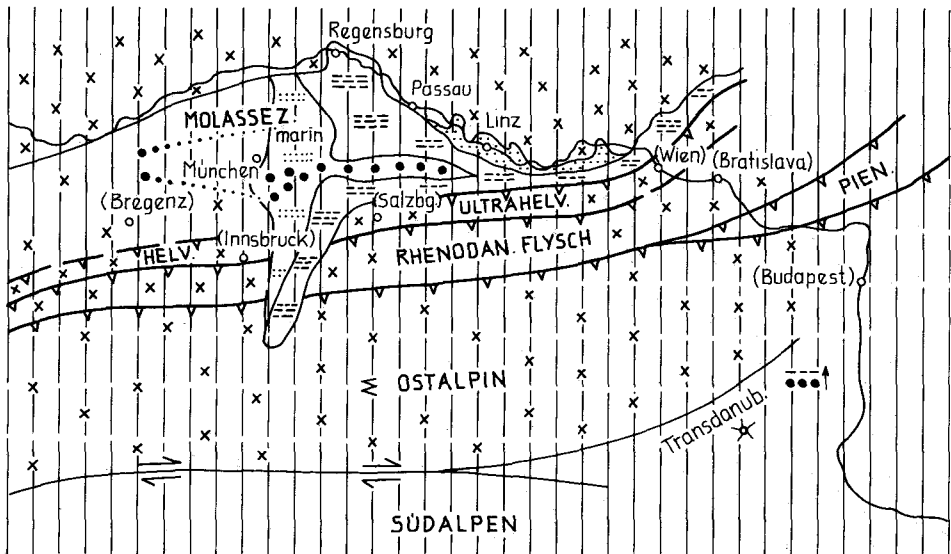 Regensburg
Passau
MOLASSEZ
marin
Linz
München
(Wien)
(Bratislava)
PIEN.
(Bregenz)
(Salzbg)
ULTRAHELV.
(Innsbruck)
HELV.
RHENODAN. FLYSCH
(Budapest)
OSTALPIN
Transdanub.
SÜDALPEN